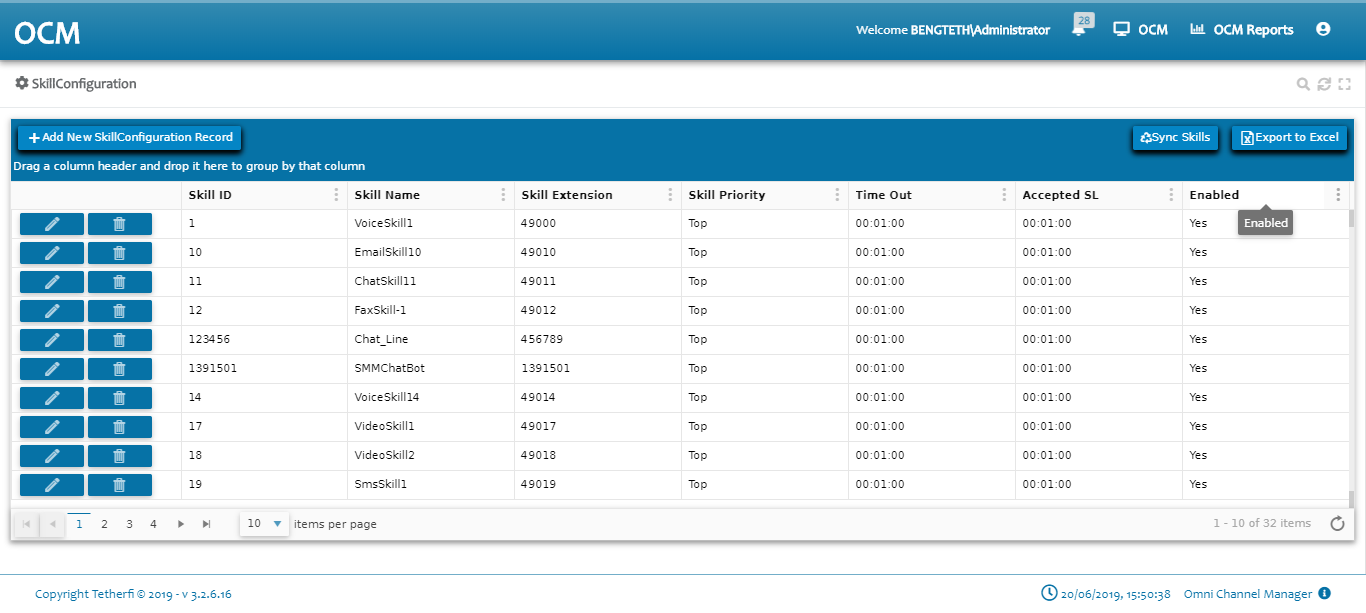 OCM
Welcome BENGTETH\Administrator 28 OCM OCM Reports
SkillConfiguration
Add New SkillConfiguration Record Sync Skills Export to Excel
Drag a column header and drop it here to group by that column
Skill ID Skill Name Skill Extension Skill Priority Time Out Accepted SL Enabled
1 VoiceSkill1 49000 Top 00:01:00 00:01:00 Yes
Enabled
10 EmailSkill10 49010 Top 00:01:00 00:01:00 Yes
11 ChatSkill11 49011 Top 00:01:00 00:01:00 Yes
12 FaxSkill-1 49012 Top 00:01:00 00:01:00 Yes
123456 Chat_Line 456789 Top 00:01:00 00:01:00 Yes
1391501 SMMChatBot 1391501 Top 00:01:00 00:01:00 Yes
14 VoiceSkill14 49014 Top 00:01:00 00:01:00 Yes
17 VideoSkill1 49017 Top 00:01:00 00:01:00 Yes
18 VideoSkill2 49018 Top 00:01:00 00:01:00 Yes
19 SmsSkill1 49019 Top 00:01:00 00:01:00 Yes
1 2 3 4 10 items per page 1 - 10 of 32 items
Copyright Tetherfi © 2019 - v 3.2.6.16 20/06/2019, 15:50:38 Omni Channel Manager